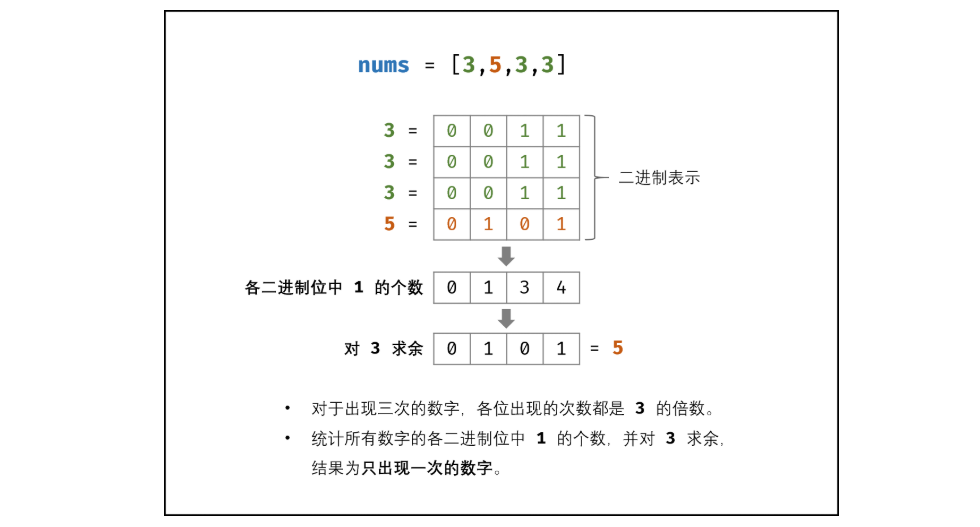 nums = [3,5,3,3]
3 = 0 0 1 1
3 = 0 0 1 1
二进制表示
3 = 0 0 1 1
5 = 0 1 0 1
各二进制位中 1 的个数 0 1 3 4
对 3 求余 0 1 0 1 = 5
• 对于出现三次的数字，各位出现的次数都是 3 的倍数。
• 统计所有数字的各二进制位中 1 的个数，并对 3 求余，
结果为只出现一次的数字。